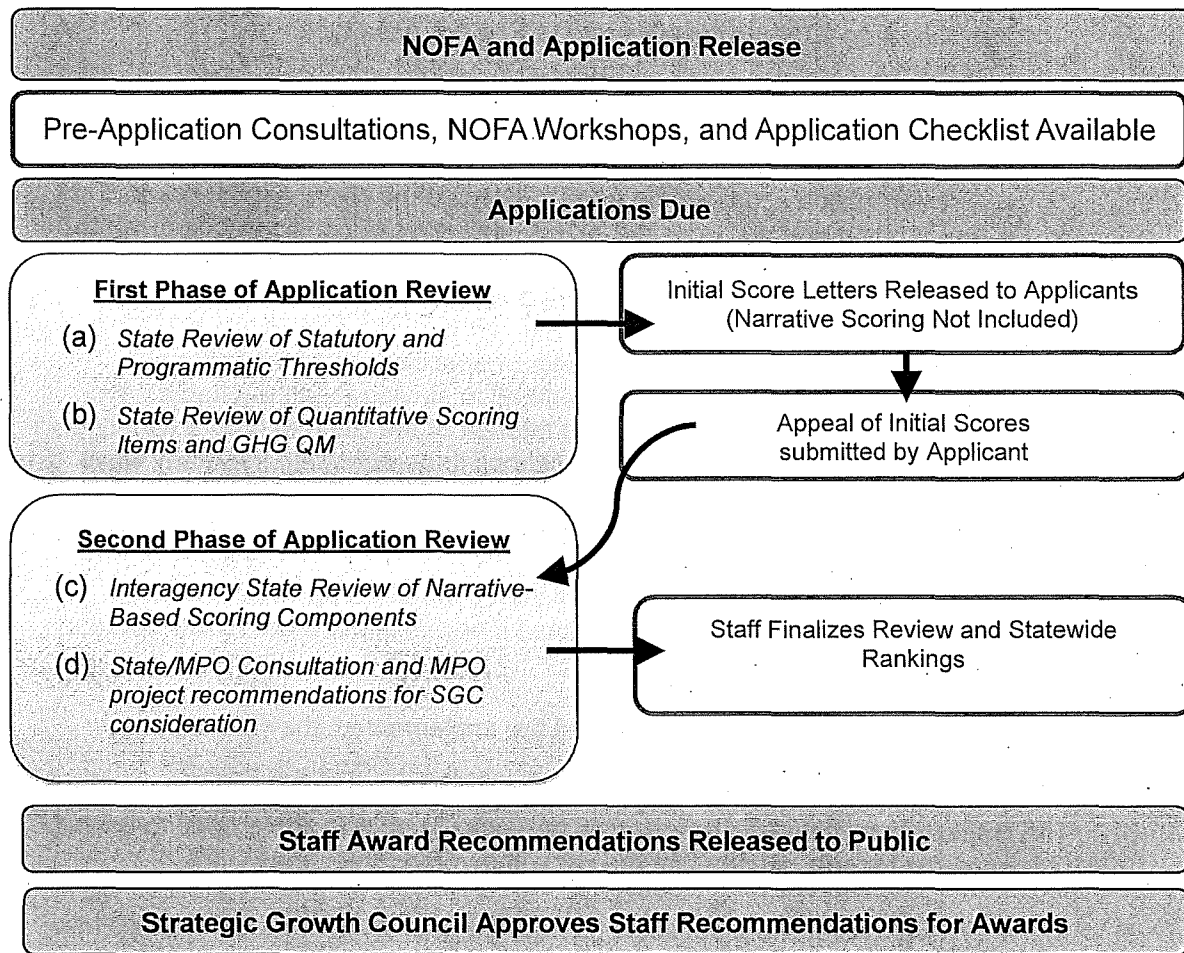 NOFA and Application Release
Pre-Application Consultations, NOFA Workshops, and Application Checklist Available
Applications Due
First Phase of Application Review
(a) State Review of Statutory and
Programmatic Thresholds
(b) State Review of Quantitative Scoring
Items and GHG QM
Initial Score Letters Released to Applicants
(Narrative Scoring Not Included)
Appeal of Initial Scores
submitted by Applicant
Second Phase of Application Review
(c) Interagency State Review of Narrative-
Based Scoring Components
(d) State/MPO Consultation and MPO
project recommendations for SGC
consideration
Staff Finalizes Review and Statewide
Rankings
Staff Award Recommendations Released to Public
Strategic Growth Council Approves Staff Recommendations for Awards